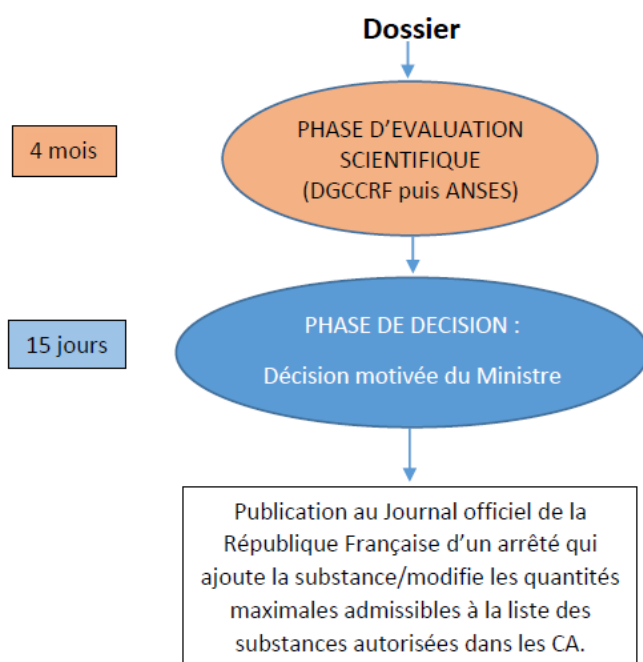 Dossier
4 mois
PHASE D'EVALUATION
SCIENTIFIQUE
(DGCCRF puis ANSES)
15 jours
PHASE DE DECISION :
Décision motivée du Ministre
Publication au Journal officiel de la
République Française d'un arrêté qui
ajoute la substance/modifie les quantités
maximales admissibles à la liste des
substances autorisées dans les CA.